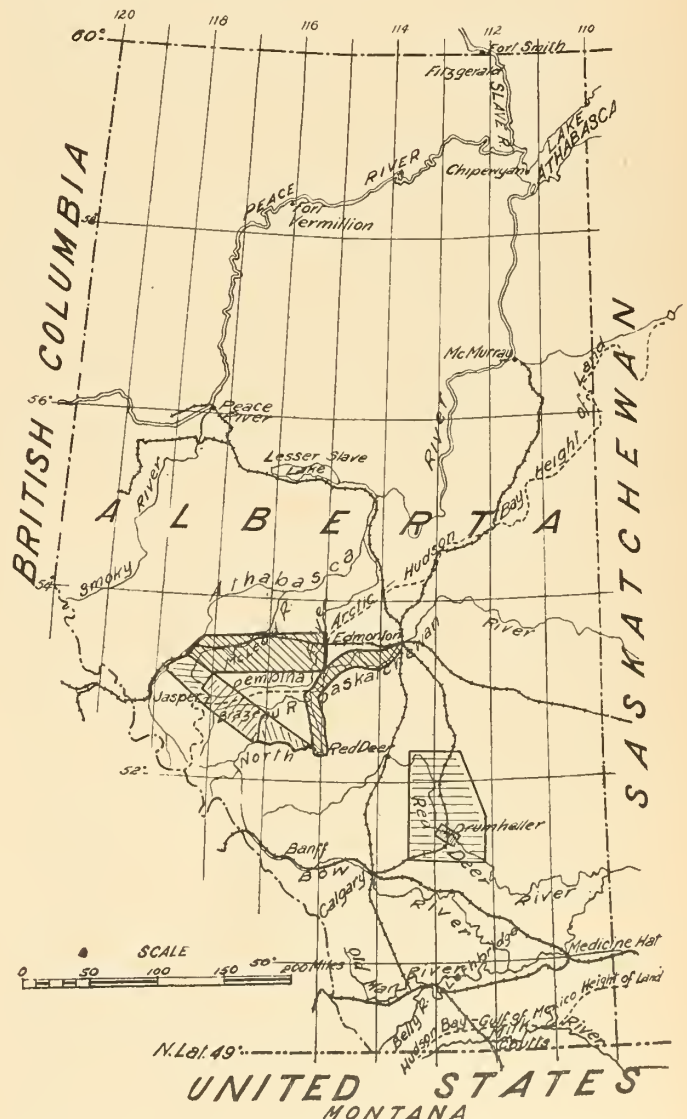 120 118 116 114 112 110
60°
Fort Smith
Fitzgerald
SLAVE R.
LAKE
ATHABASCA
Chipewyan
PEACE RIVER
Fort
Vermillion
58°
BRITISH COLUMBIA
SASKATCHEWAN
McMurray
River
56°
Peace
River
Lesser Slave
Lake
Smoky River
Hudson Bay Height of Land
ALBERTA
54°
Athabasca
R
Arctic
McLeod
Edmonton
River
Saskatchewan
Pembina
Jasper
Brazeau R
North
Red Deer
52°
Red Deer River
Drumheller
Banff
Bow River
Calgary
SCALE
0 50 100 150 200 Miles
50°
Old Man River
Lethbridge
Medicine Hat
Belly R.
Hudson Bay-Gulf of Mexico Height of Land
Milk River
Coutts
N. Lat. 49°
UNITED STATES
MONTANA